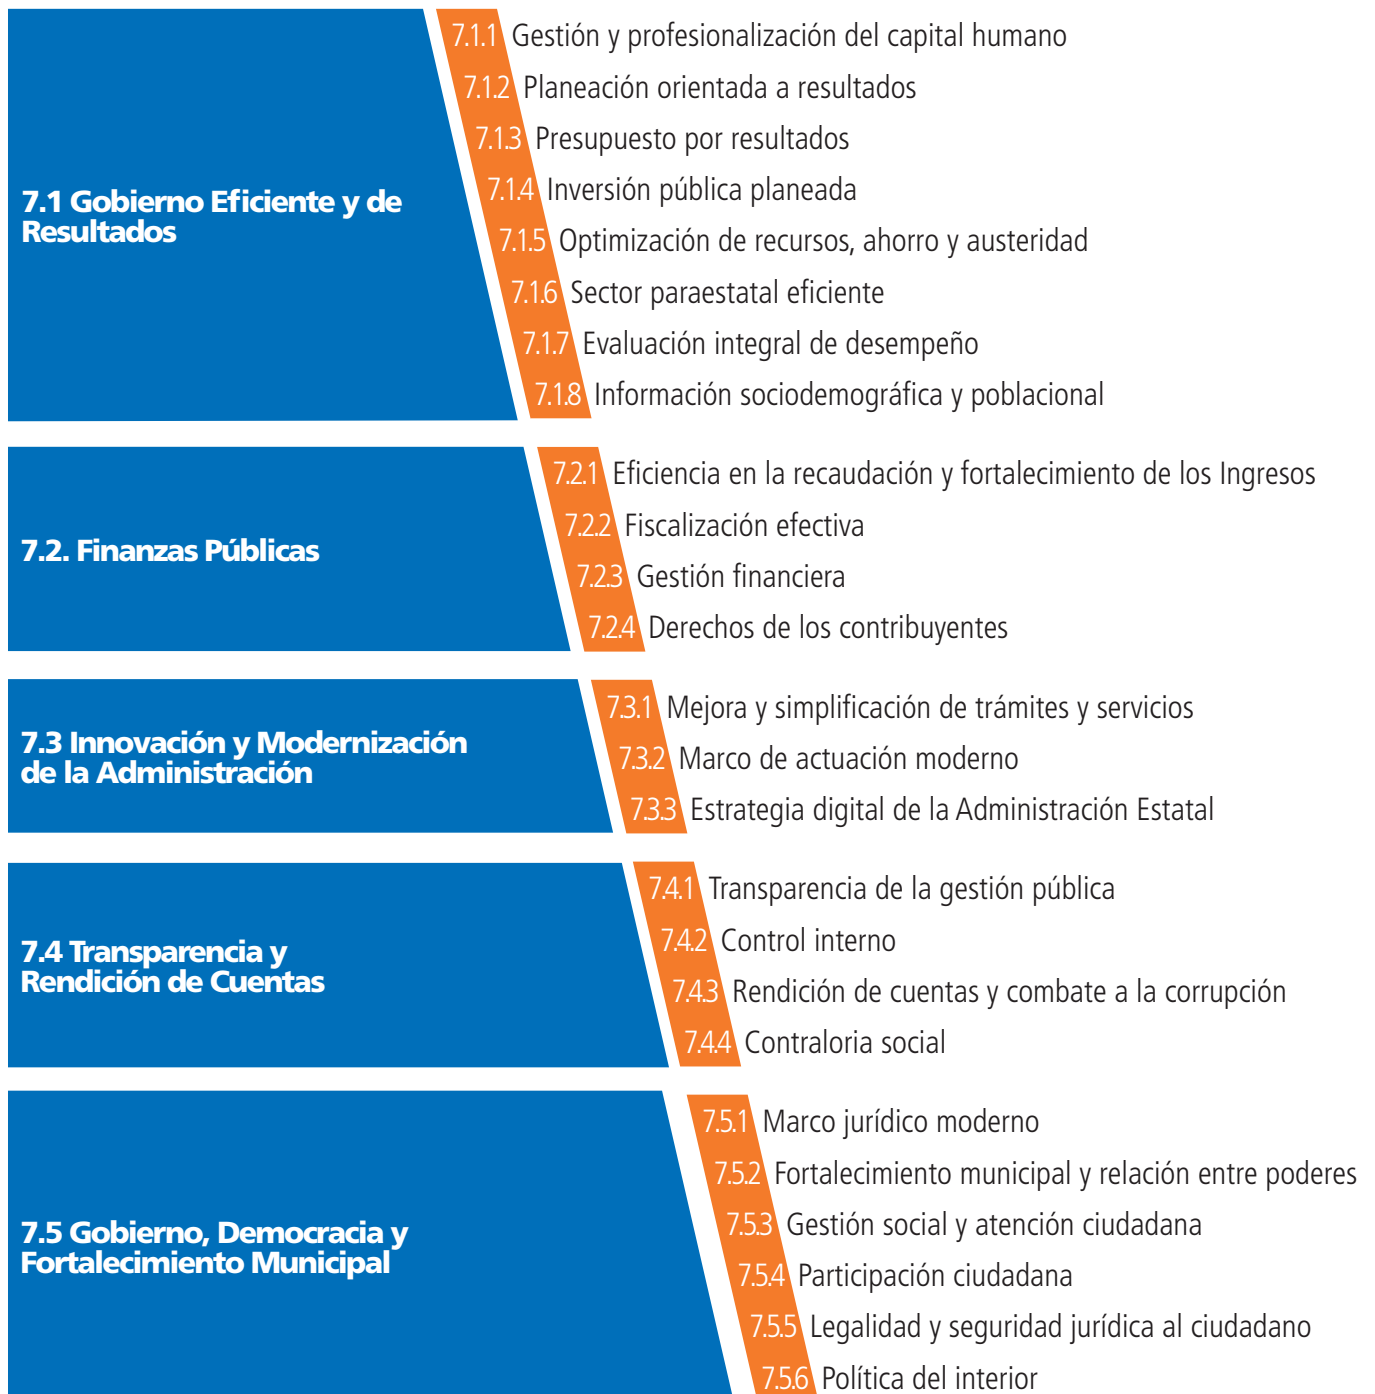 7.1 Gobierno Eficiente y de
Resultados
7.1.1 Gestión y profesionalización del capital humano
7.1.2 Planeación orientada a resultados
7.1.3 Presupuesto por resultados
7.1.4 Inversión pública planeada
7.1.5 Optimización de recursos, ahorro y austeridad
7.1.6 Sector paraestatal eficiente
7.1.7 Evaluación integral de desempeño
7.1.8 Información sociodemográfica y poblacional
7.2. Finanzas Públicas
7.2.1 Eficiencia en la recaudación y fortalecimiento de los Ingresos
7.2.2 Fiscalización efectiva
7.2.3 Gestión financiera
7.2.4 Derechos de los contribuyentes
7.3 Innovación y Modernización
de la Administración
7.3.1 Mejora y simplificación de trámites y servicios
7.3.2 Marco de actuación moderno
7.3.3 Estrategia digital de la Administración Estatal
7.4 Transparencia y
Rendición de Cuentas
7.4.1 Transparencia de la gestión pública
7.4.2 Control interno
7.4.3 Rendición de cuentas y combate a la corrupción
7.4.4 Contraloria social
7.5 Gobierno, Democracia y
Fortalecimiento Municipal
7.5.1 Marco jurídico moderno
7.5.2 Fortalecimiento municipal y relación entre poderes
7.5.3 Gestión social y atención ciudadana
7.5.4 Participación ciudadana
7.5.5 Legalidad y seguridad jurídica al ciudadano
7.5.6 Política del interior